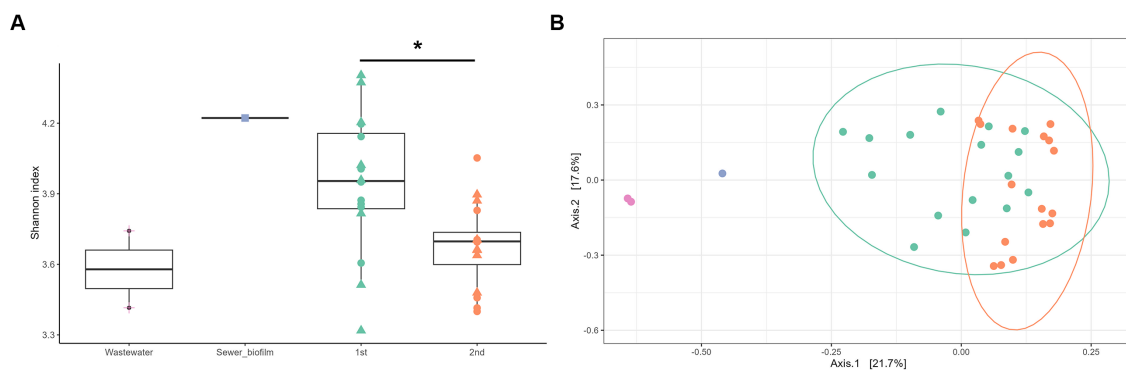 A
B
*
Shannon index
4.2
3.9
3.6
3.3
Wastewater
Sewer_biofilm
1st
2nd
Axis.2 [17.6%]
0.3
0.0
-0.3
-0.6
-0.50
-0.25
0.00
0.25
Axis.1 [21.7%]